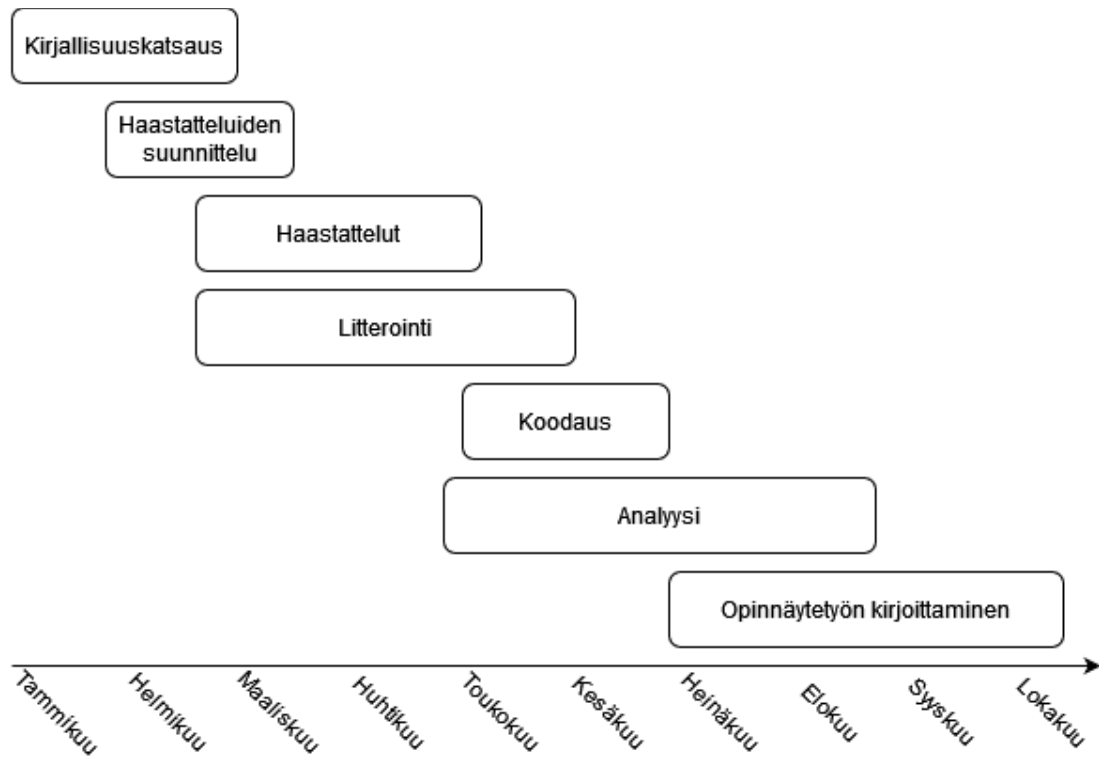 Kirjallisuuskatsaus
Haastatteluiden
suunnittelu
Haastattelut
Litterointi
Koodaus
Analyysi
Opinnäytetyön kirjoittaminen
Tammikuu
Helmikuu
Maaliskuu
Huhtikuu
Toukokuu
Kesäkuu
Heinäkuu
Elokuu
Syyskuu
Lokakuu